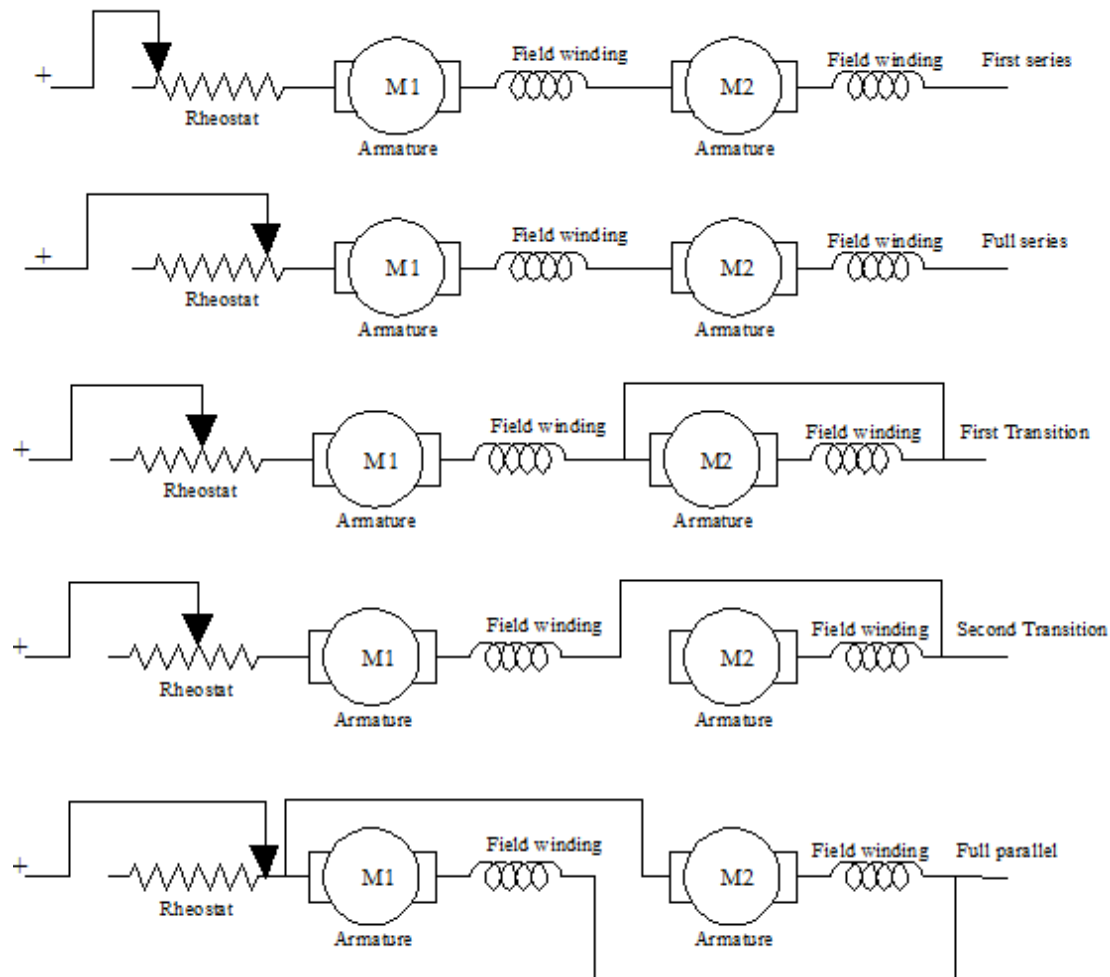 Field winding
Field winding
First series
+
M1
M2
Rheostat
Armature
Armature
Field winding
Field winding
Full series
+
M1
M2
Rheostat
Armature
Armature
Field winding
Field winding
First Transition
+
M1
M2
Rheostat
Armature
Armature
Field winding
Field winding
Second Transition
+
M1
M2
Rheostat
Armature
Armature
Field winding
Field winding
Full parallel
+
M1
M2
Rheostat
Armature
Armature